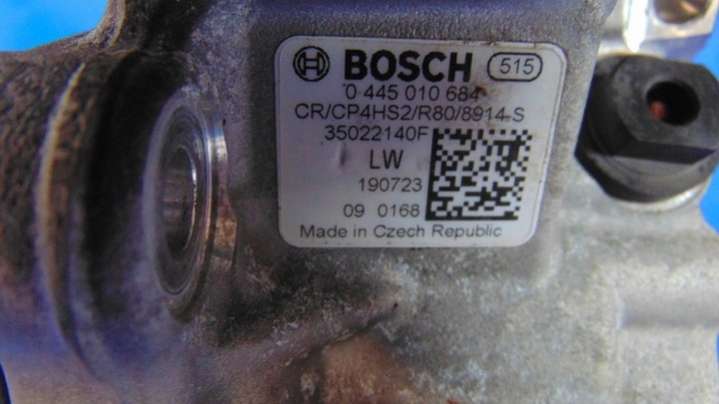 BOSCH 515
0 445 010 684
CR/CP4HS2/R80/8914-S
35022140F
LW
190723
09 0168
Made in Czech Republic